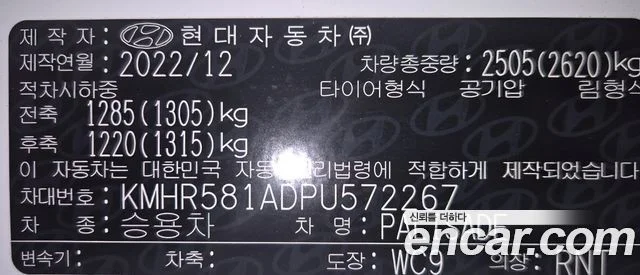 제 작 자 : HYUNDAI 현대자동차㈜
제작연월 : 2022/12 차량총중량 : 2505(2620)kg
적차시하중 타이어형식 공기압 림형식
전축 1285(1305)kg
후축 1220(1315)kg
이 자동차는 대한민국 자동 리법령에 적합하게 제작되었습
차대번호 : KMHR581ADPU572267
차 종 : 승용차 차 명 :
신뢰를 더하다
encar.com
변속기 : 차축 : 도장 : WC9 의장 :